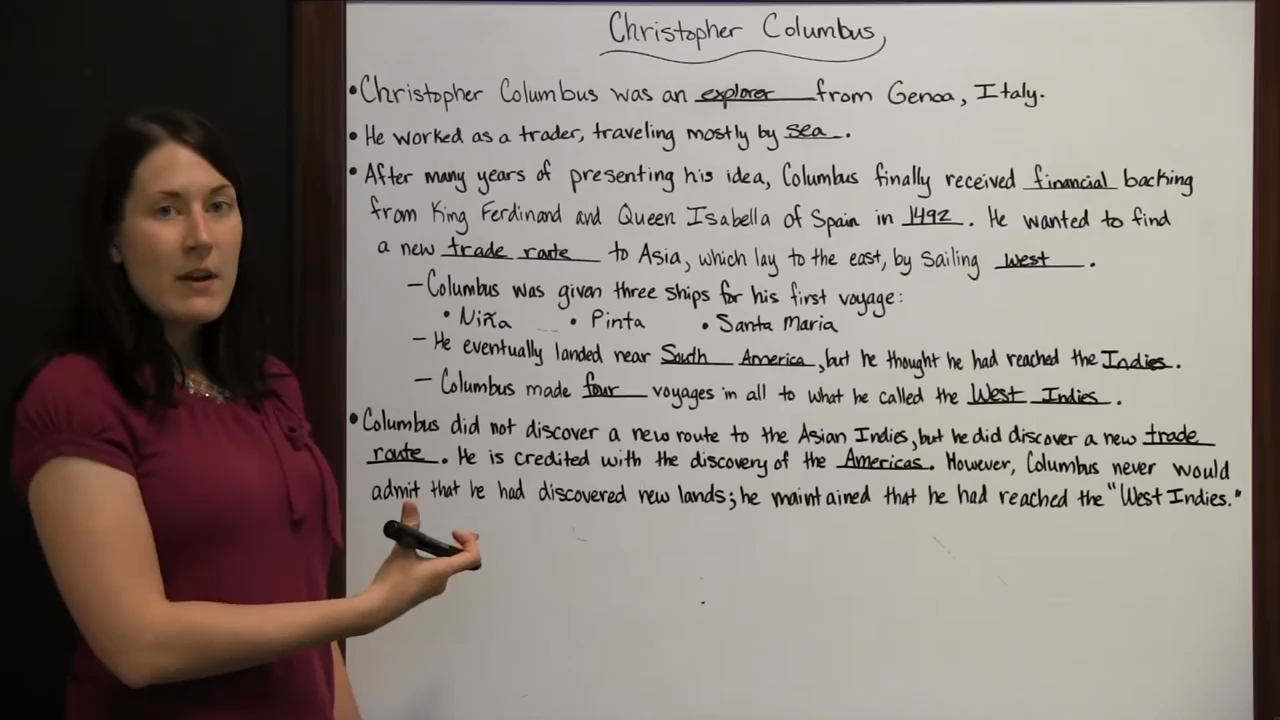 Christopher Columbus
• Christopher Columbus was an explorer from Genoa, Italy.
• He worked as a trader, traveling mostly by sea.
• After many years of presenting his idea, Columbus finally received financial backing
from King Ferdinand and Queen Isabella of Spain in 1492. He wanted to find
a new trade route to Asia, which lay to the east, by sailing west.
– Columbus was given three ships for his first voyage:
• Niña • Pinta • Santa Maria
– He eventually landed near South America, but he thought he had reached the Indies.
– Columbus made four voyages in all to what he called the West Indies.
• Columbus did not discover a new route to the Asian Indies, but he did discover a new trade
route. He is credited with the discovery of the Americas. However, Columbus never would
admit that he had discovered new lands; he maintained that he had reached the "West Indies."